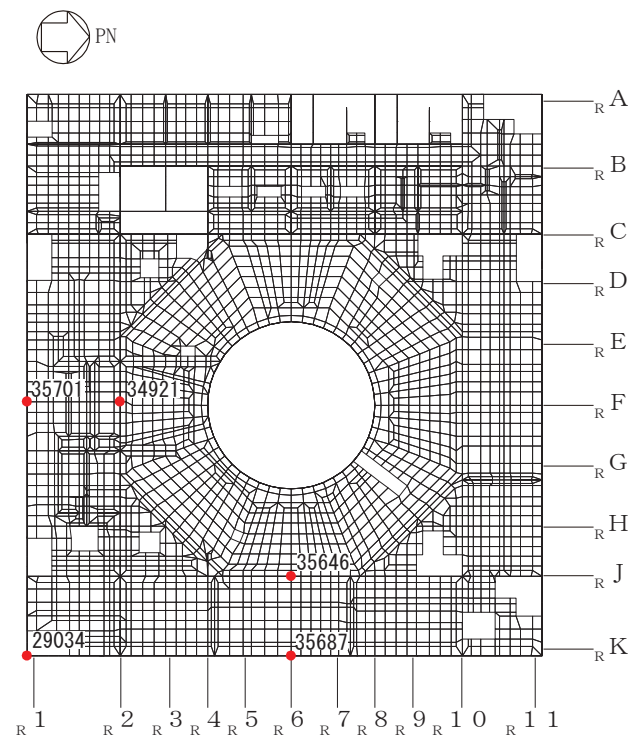 PN
RA
RB
RC
RD
RE
35701 34921
RF
RG
RH
35646
RJ
29034 35687
RK
R1 R2 R3 R4 R5 R6 R7 R8 R9 R10 R11